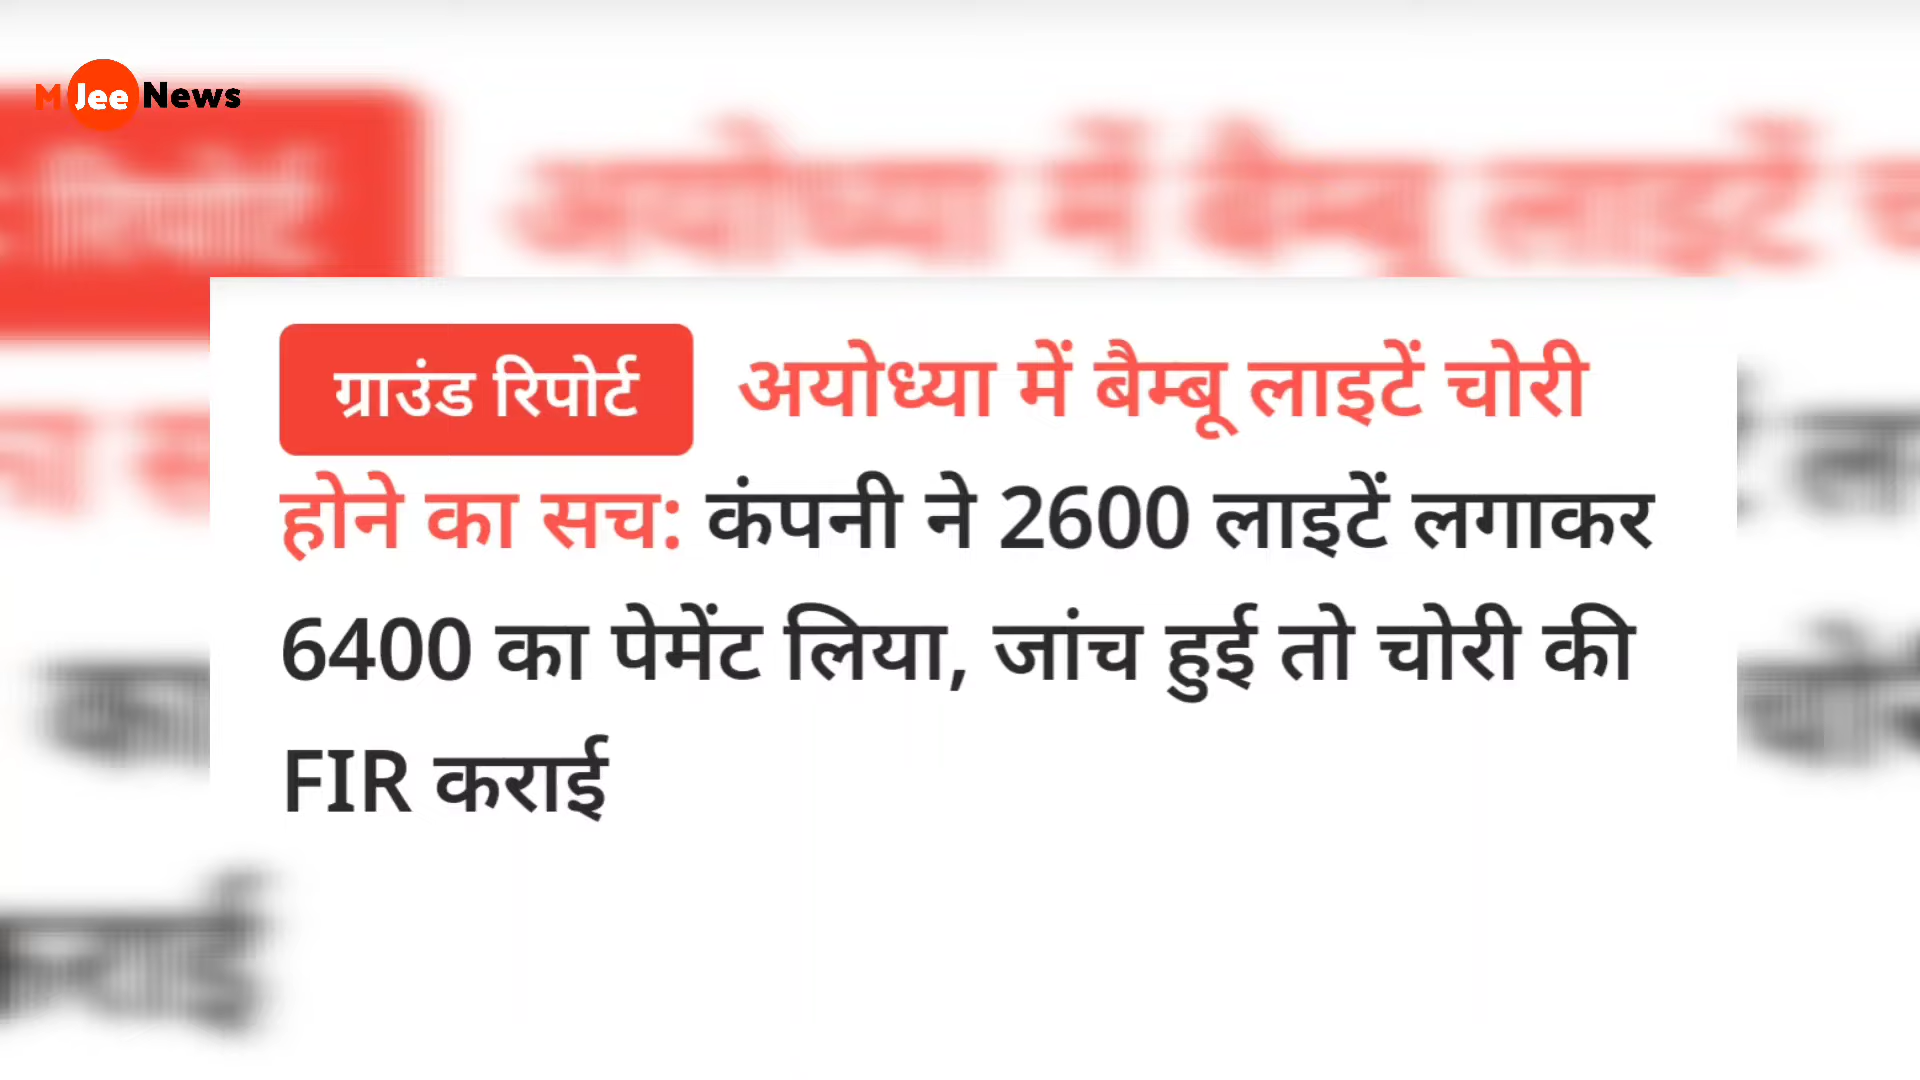 M Jee News
ग्राउंड रिपोर्ट अयोध्या में बैम्बू लाइटें चोरी
होने का सच: कंपनी ने 2600 लाइटें लगाकर
6400 का पेमेंट लिया, जांच हुई तो चोरी की
FIR कराई